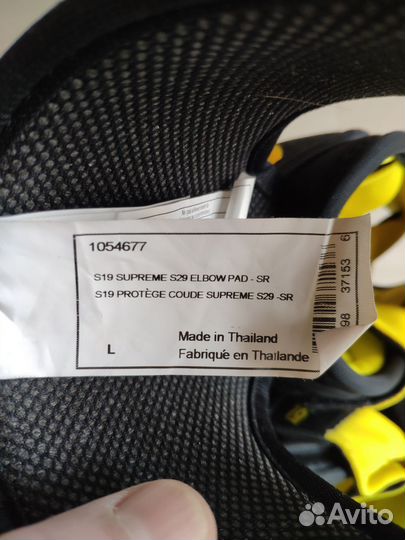 1054677
S19 SUPREME S29 ELBOW PAD - SR
S19 PROTÈGE COUDE SUPREME S29 -SR
L
Made in Thailand
Fabriqué en Thaïlande
98 37153 6
Avito